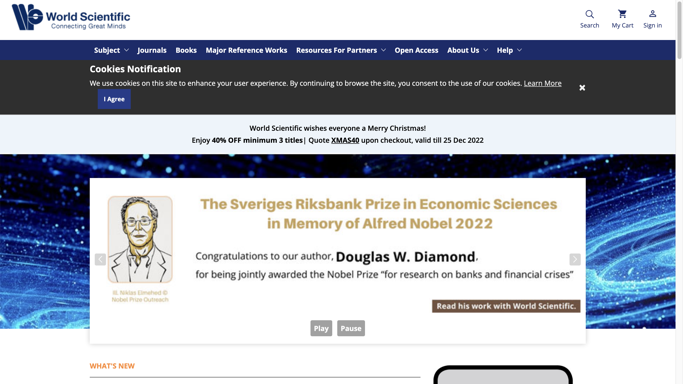 World Scientific
Connecting Great Minds
Search
My Cart
Sign in
Subject
Journals
Books
Major Reference Works
Resources For Partners
Open Access
About Us
Help
Cookies Notification
We use cookies on this site to enhance your user experience. By continuing to browse the site, you consent to the use of our cookies. Learn More
I Agree
World Scientific wishes everyone a Merry Christmas!
Enjoy 40% OFF minimum 3 titles| Quote XMAS40 upon checkout, valid till 25 Dec 2022
The Sveriges Riksbank Prize in Economic Sciences
in Memory of Alfred Nobel 2022
Congratulations to our author, Douglas W. Diamond,
for being jointly awarded the Nobel Prize “for research on banks and financial crises”
Ill. Niklas Elmehed ©
Nobel Prize Outreach
Read his work with World Scientific.
Play
Pause
WHAT'S NEW